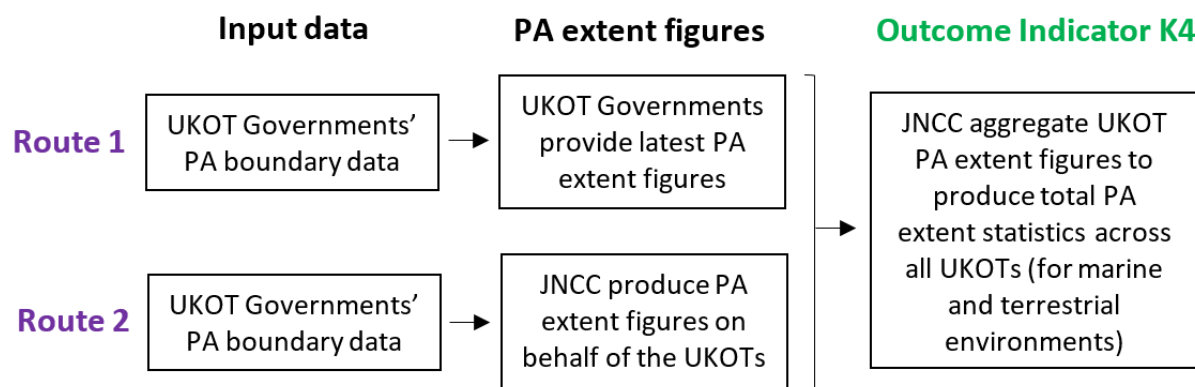 Input data
PA extent figures
Outcome Indicator K4
Route 1
UKOT Governments’
PA boundary data
UKOT Governments
provide latest PA
extent figures
Route 2
UKOT Governments’
PA boundary data
JNCC produce PA
extent figures on
behalf of the UKOTs
JNCC aggregate UKOT
PA extent figures to
produce total PA
extent statistics across
all UKOTs (for marine
and terrestrial
environments)